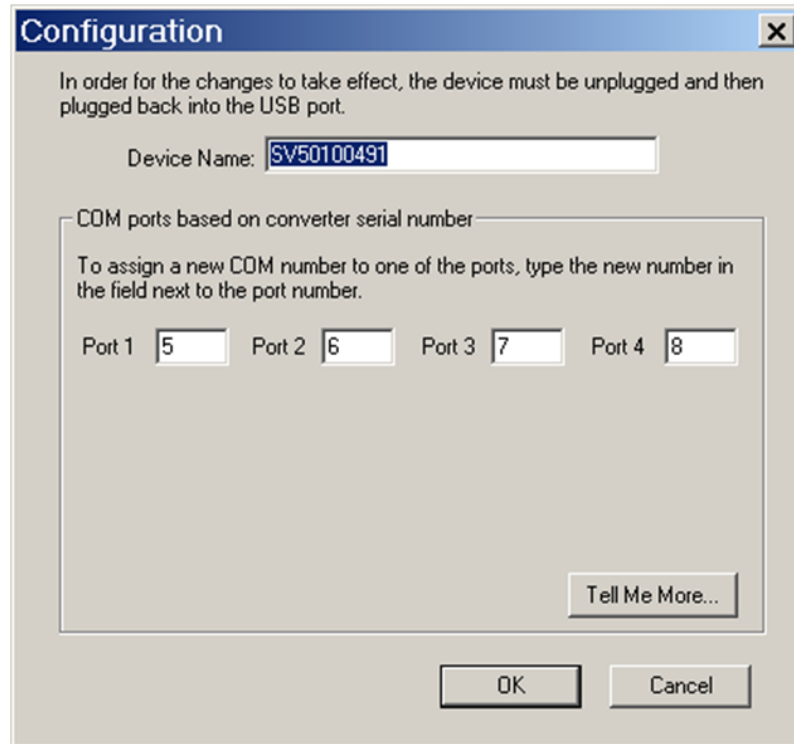 Configuration
In order for the changes to take effect, the device must be unplugged and then
plugged back into the USB port.
Device Name: SV50100491
COM ports based on converter serial number
To assign a new COM number to one of the ports, type the new number in
the field next to the port number.
Port 1 5 Port 2 6 Port 3 7 Port 4 8
Tell Me More...
OK Cancel